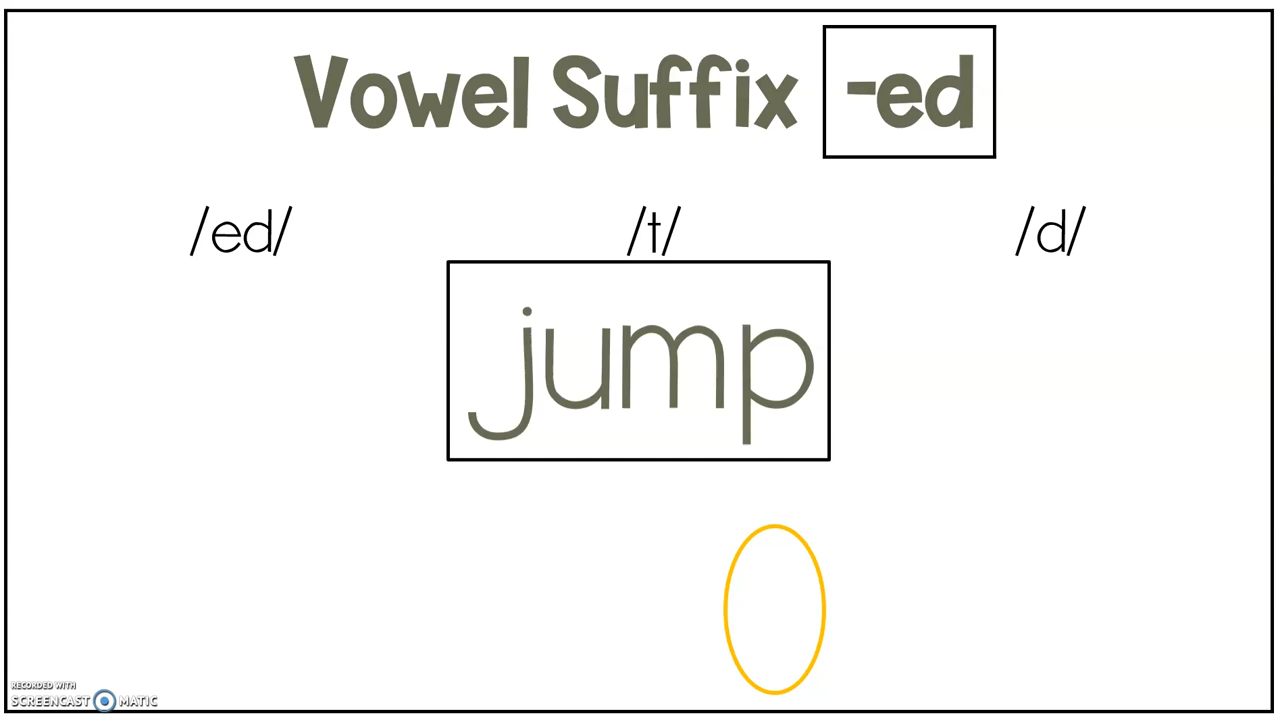 Vowel Suffix -ed
/ed/ /t/ /d/
jump
RECORDED WITH
SCREENCAST MATIC